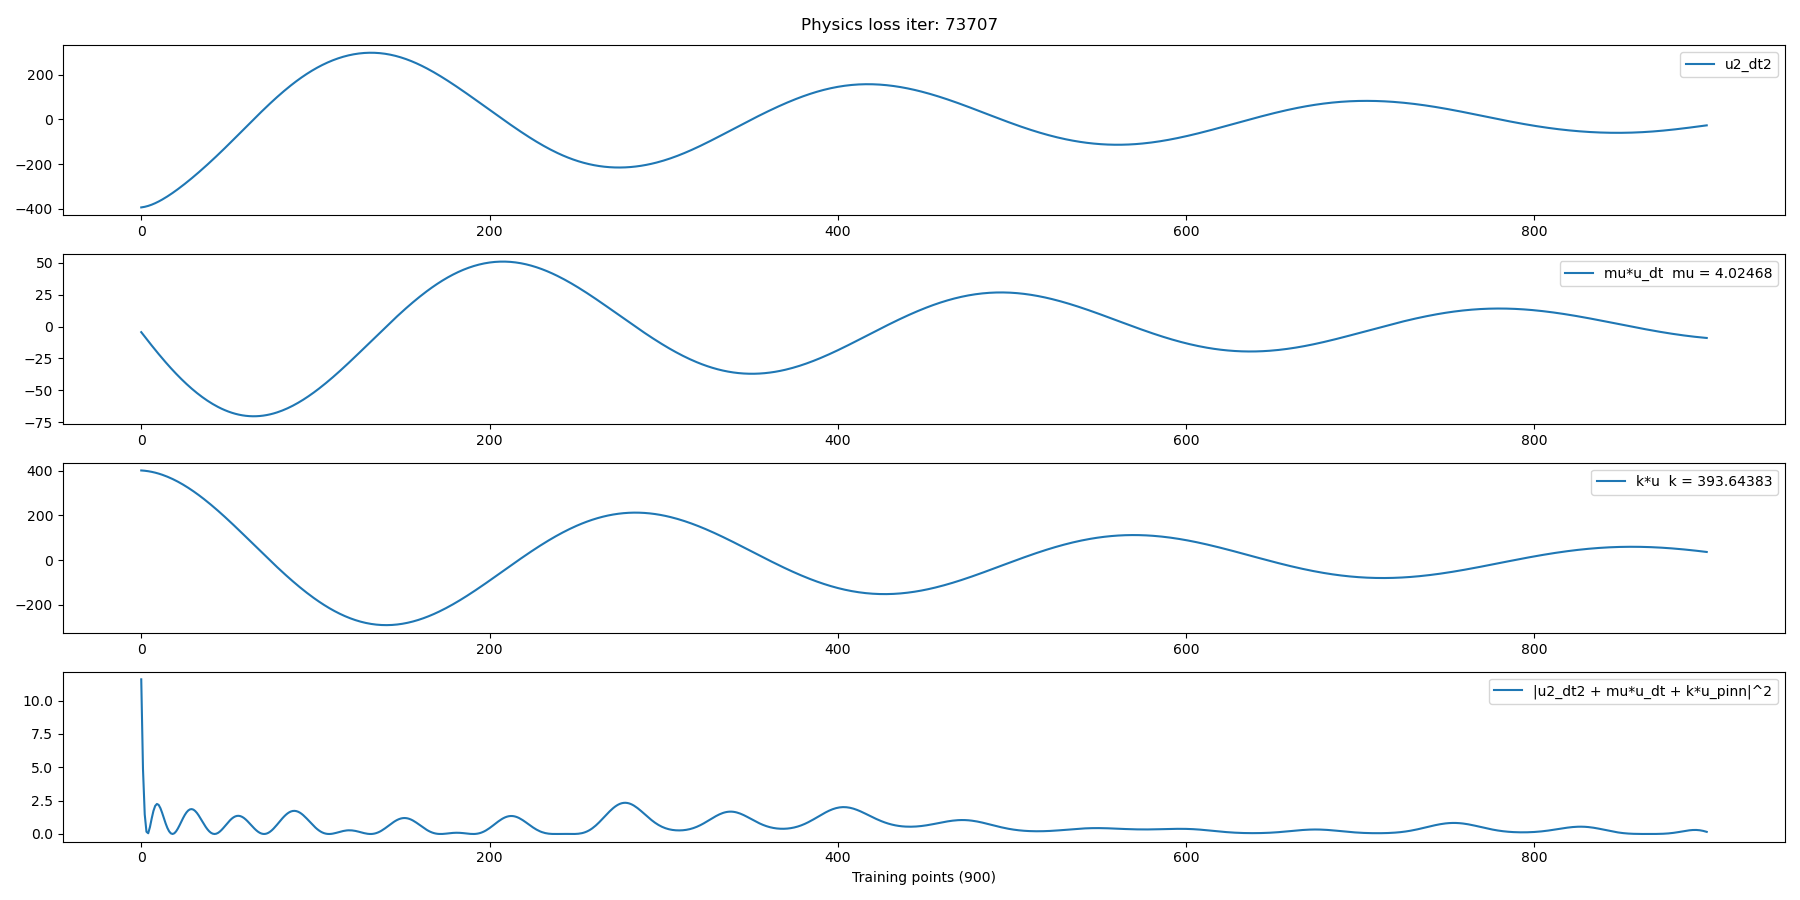 Physics loss iter: 73707
200
0
−200
−400
u2_dt2
0 200 400 600 800
50
25
0
−25
−50
−75
mu*u_dt  mu = 4.02468
0 200 400 600 800
400
200
0
−200
k*u  k = 393.64383
0 200 400 600 800
10.0
7.5
5.0
2.5
0.0
|u2_dt2 + mu*u_dt + k*u_pinn|^2
0 200 400 600 800
Training points (900)